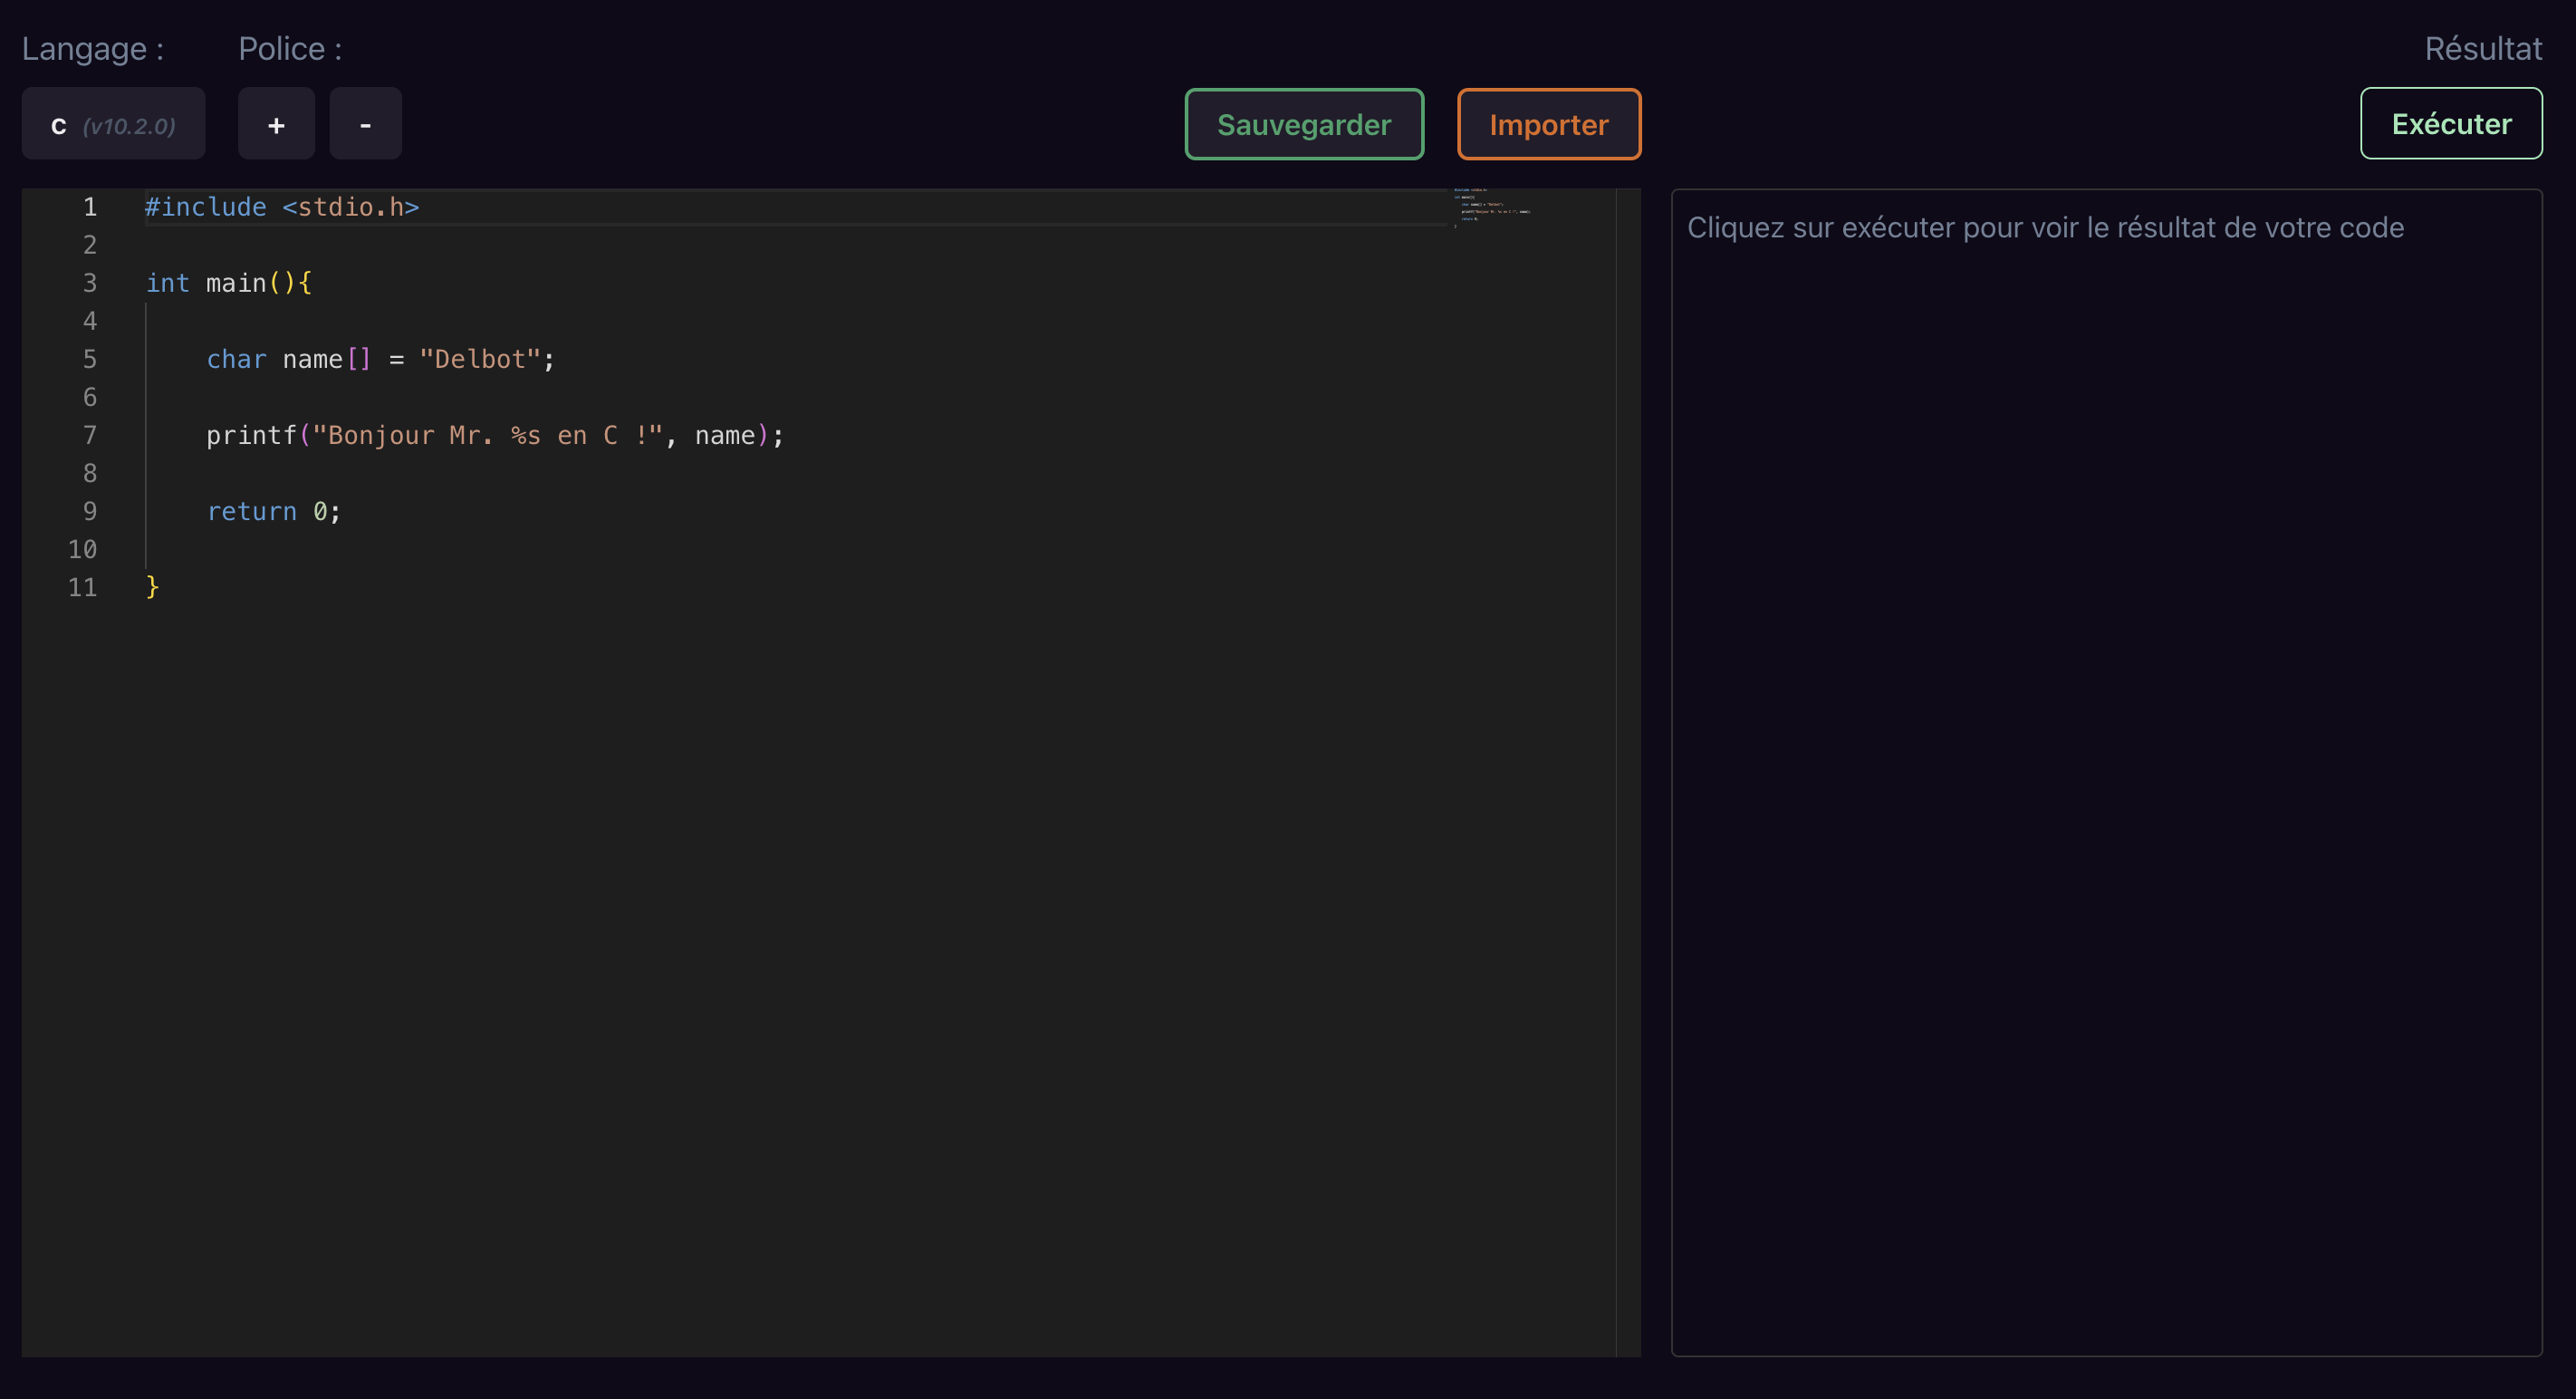 Langage :
Police :
Résultat
c (v10.2.0)
+
-
Sauvegarder
Importer
Exécuter
1 #include <stdio.h>
2
3 int main(){
4
5 char name[] = "Delbot";
6
7 printf("Bonjour Mr. %s en C !", name);
8
9 return 0;
10
11 }
Cliquez sur exécuter pour voir le résultat de votre code